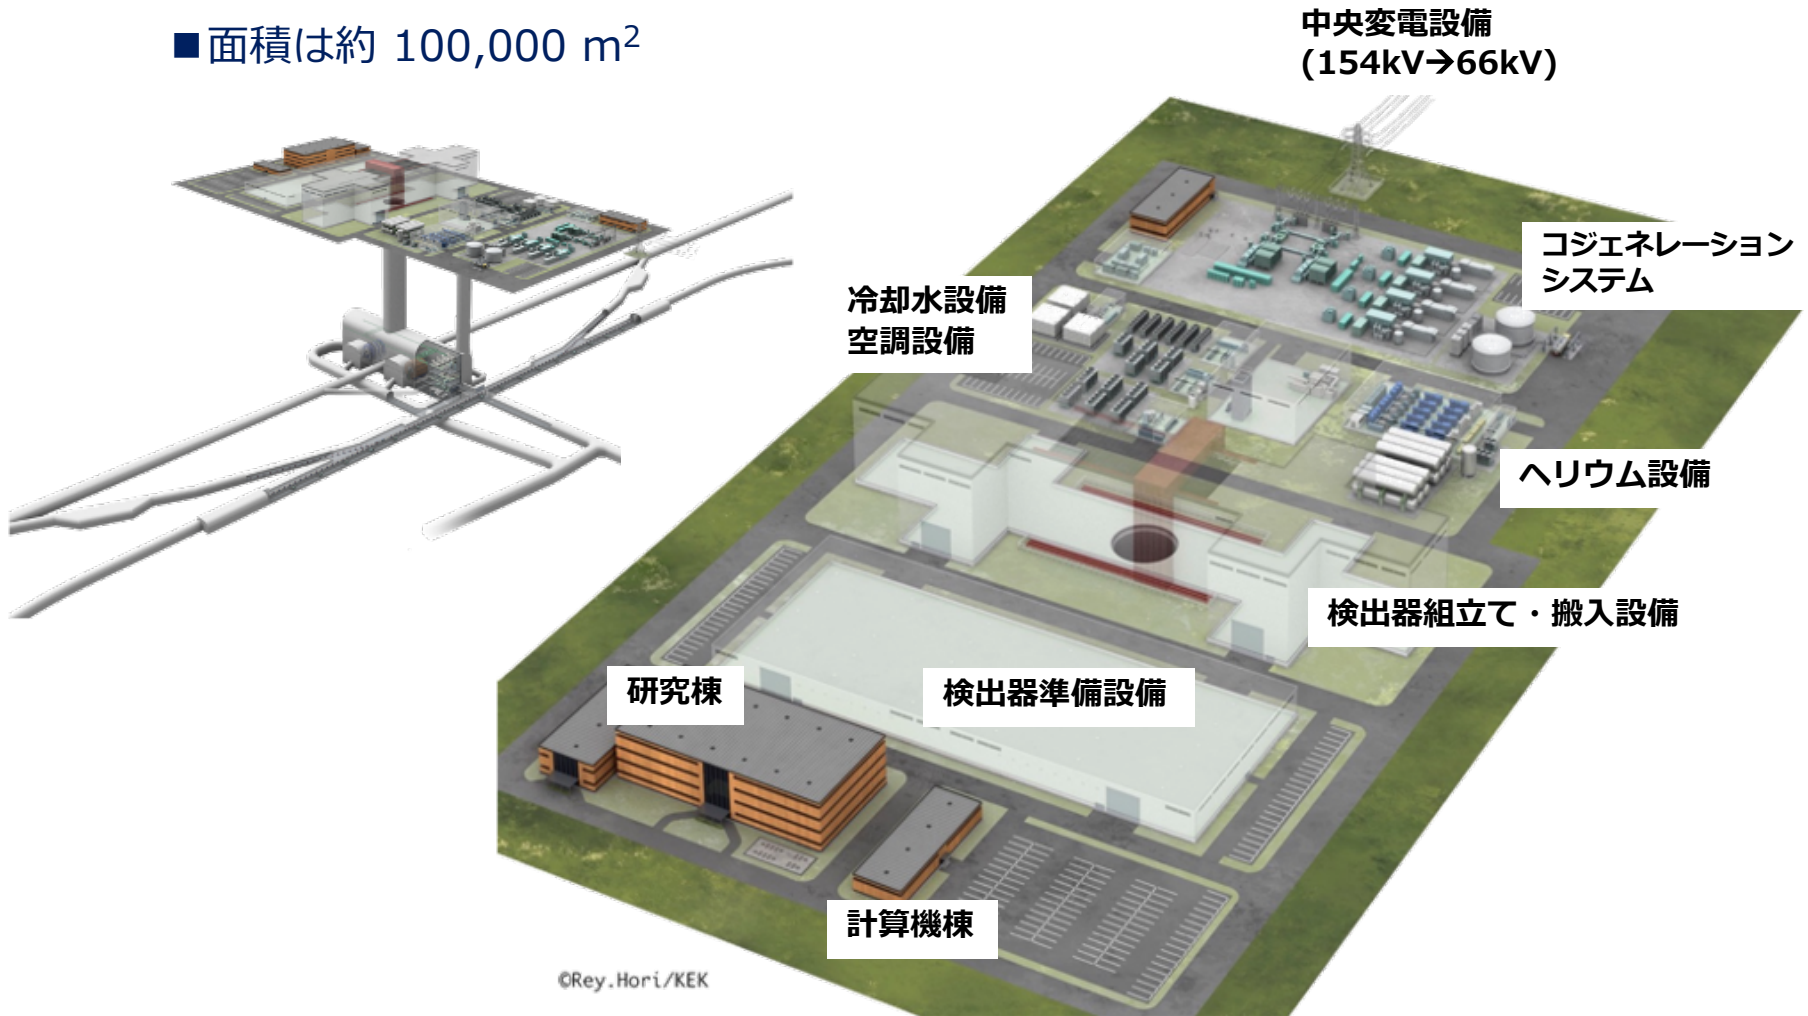 ■面積は約 100,000 m²
中央変電設備
(154kV→66kV)
コジェネレーション
システム
冷却水設備
空調設備
ヘリウム設備
検出器組立て・搬入設備
研究棟
検出器準備設備
計算機棟
©Rey.Hori/KEK